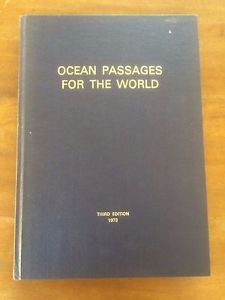 OCEAN PASSAGES
FOR THE WORLD
THIRD EDITION
1973